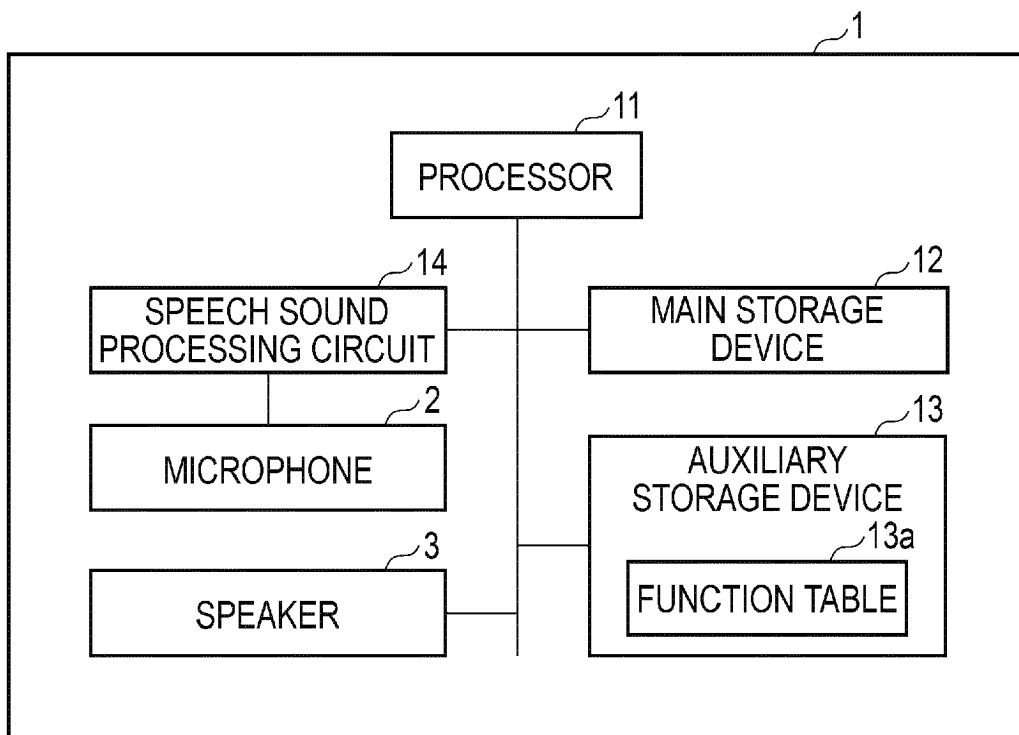 1
11
PROCESSOR
14
SPEECH SOUND
PROCESSING CIRCUIT
12
MAIN STORAGE
DEVICE
2
MICROPHONE
13
AUXILIARY
STORAGE DEVICE
13a
FUNCTION TABLE
3
SPEAKER